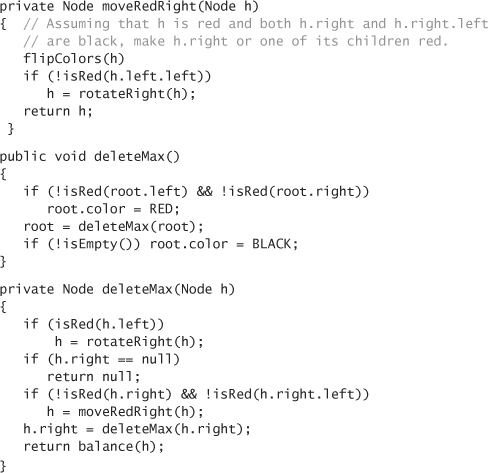 private Node moveRedRight(Node h)
{  // Assuming that h is red and both h.right and h.right.left
   // are black, make h.right or one of its children red.
   flipColors(h)
   if (!isRed(h.left.left))
      h = rotateRight(h);
   return h;
 }
public void deleteMax()
{
   if (!isRed(root.left) && !isRed(root.right))
      root.color = RED;
   root = deleteMax(root);
   if (!isEmpty()) root.color = BLACK;
}
private Node deleteMax(Node h)
{
   if (isRed(h.left))
       h = rotateRight(h);
   if (h.right == null)
      return null;
   if (!isRed(h.right) && !isRed(h.right.left))
      h = moveRedRight(h);
   h.right = deleteMax(h.right);
   return balance(h);
}